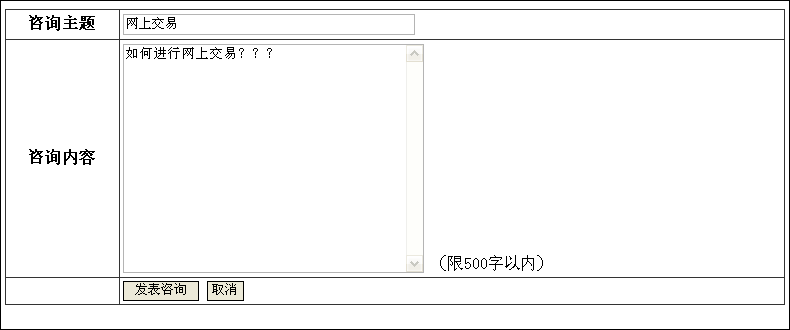 咨询主题 网上交易
如何进行网上交易？？？
咨询内容
（限500字以内）
发表咨询 取消